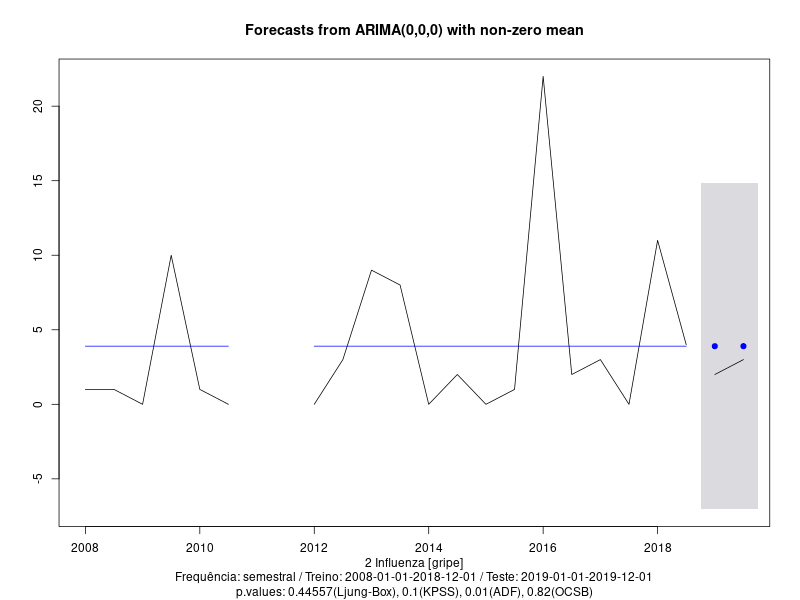 Forecasts from ARIMA(0,0,0) with non-zero mean
20
15
10
5
0
-5
2008 2010 2012 2014 2016 2018
2 Influenza [gripe]
Frequência: semestral / Treino: 2008-01-01-2018-12-01 / Teste: 2019-01-01-2019-12-01
p.values: 0.44557(Ljung-Box), 0.1(KPSS), 0.01(ADF), 0.82(OCSB)